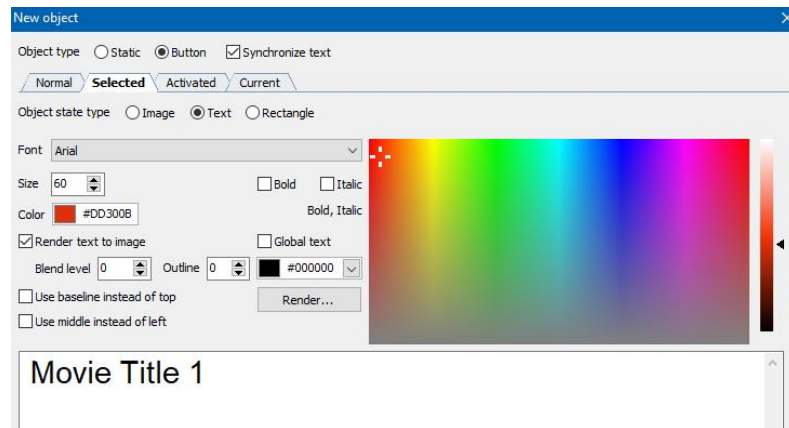 New object
Object type Static Button Synchronize text
Normal Selected Activated Current
Object state type Image Text Rectangle
Font Arial
Size 60 Bold Italic
Color #DD300B Bold, Italic
Render text to image Global text
Blend level 0 Outline 0 #000000
Use baseline instead of top Render...
Use middle instead of left
Movie Title 1